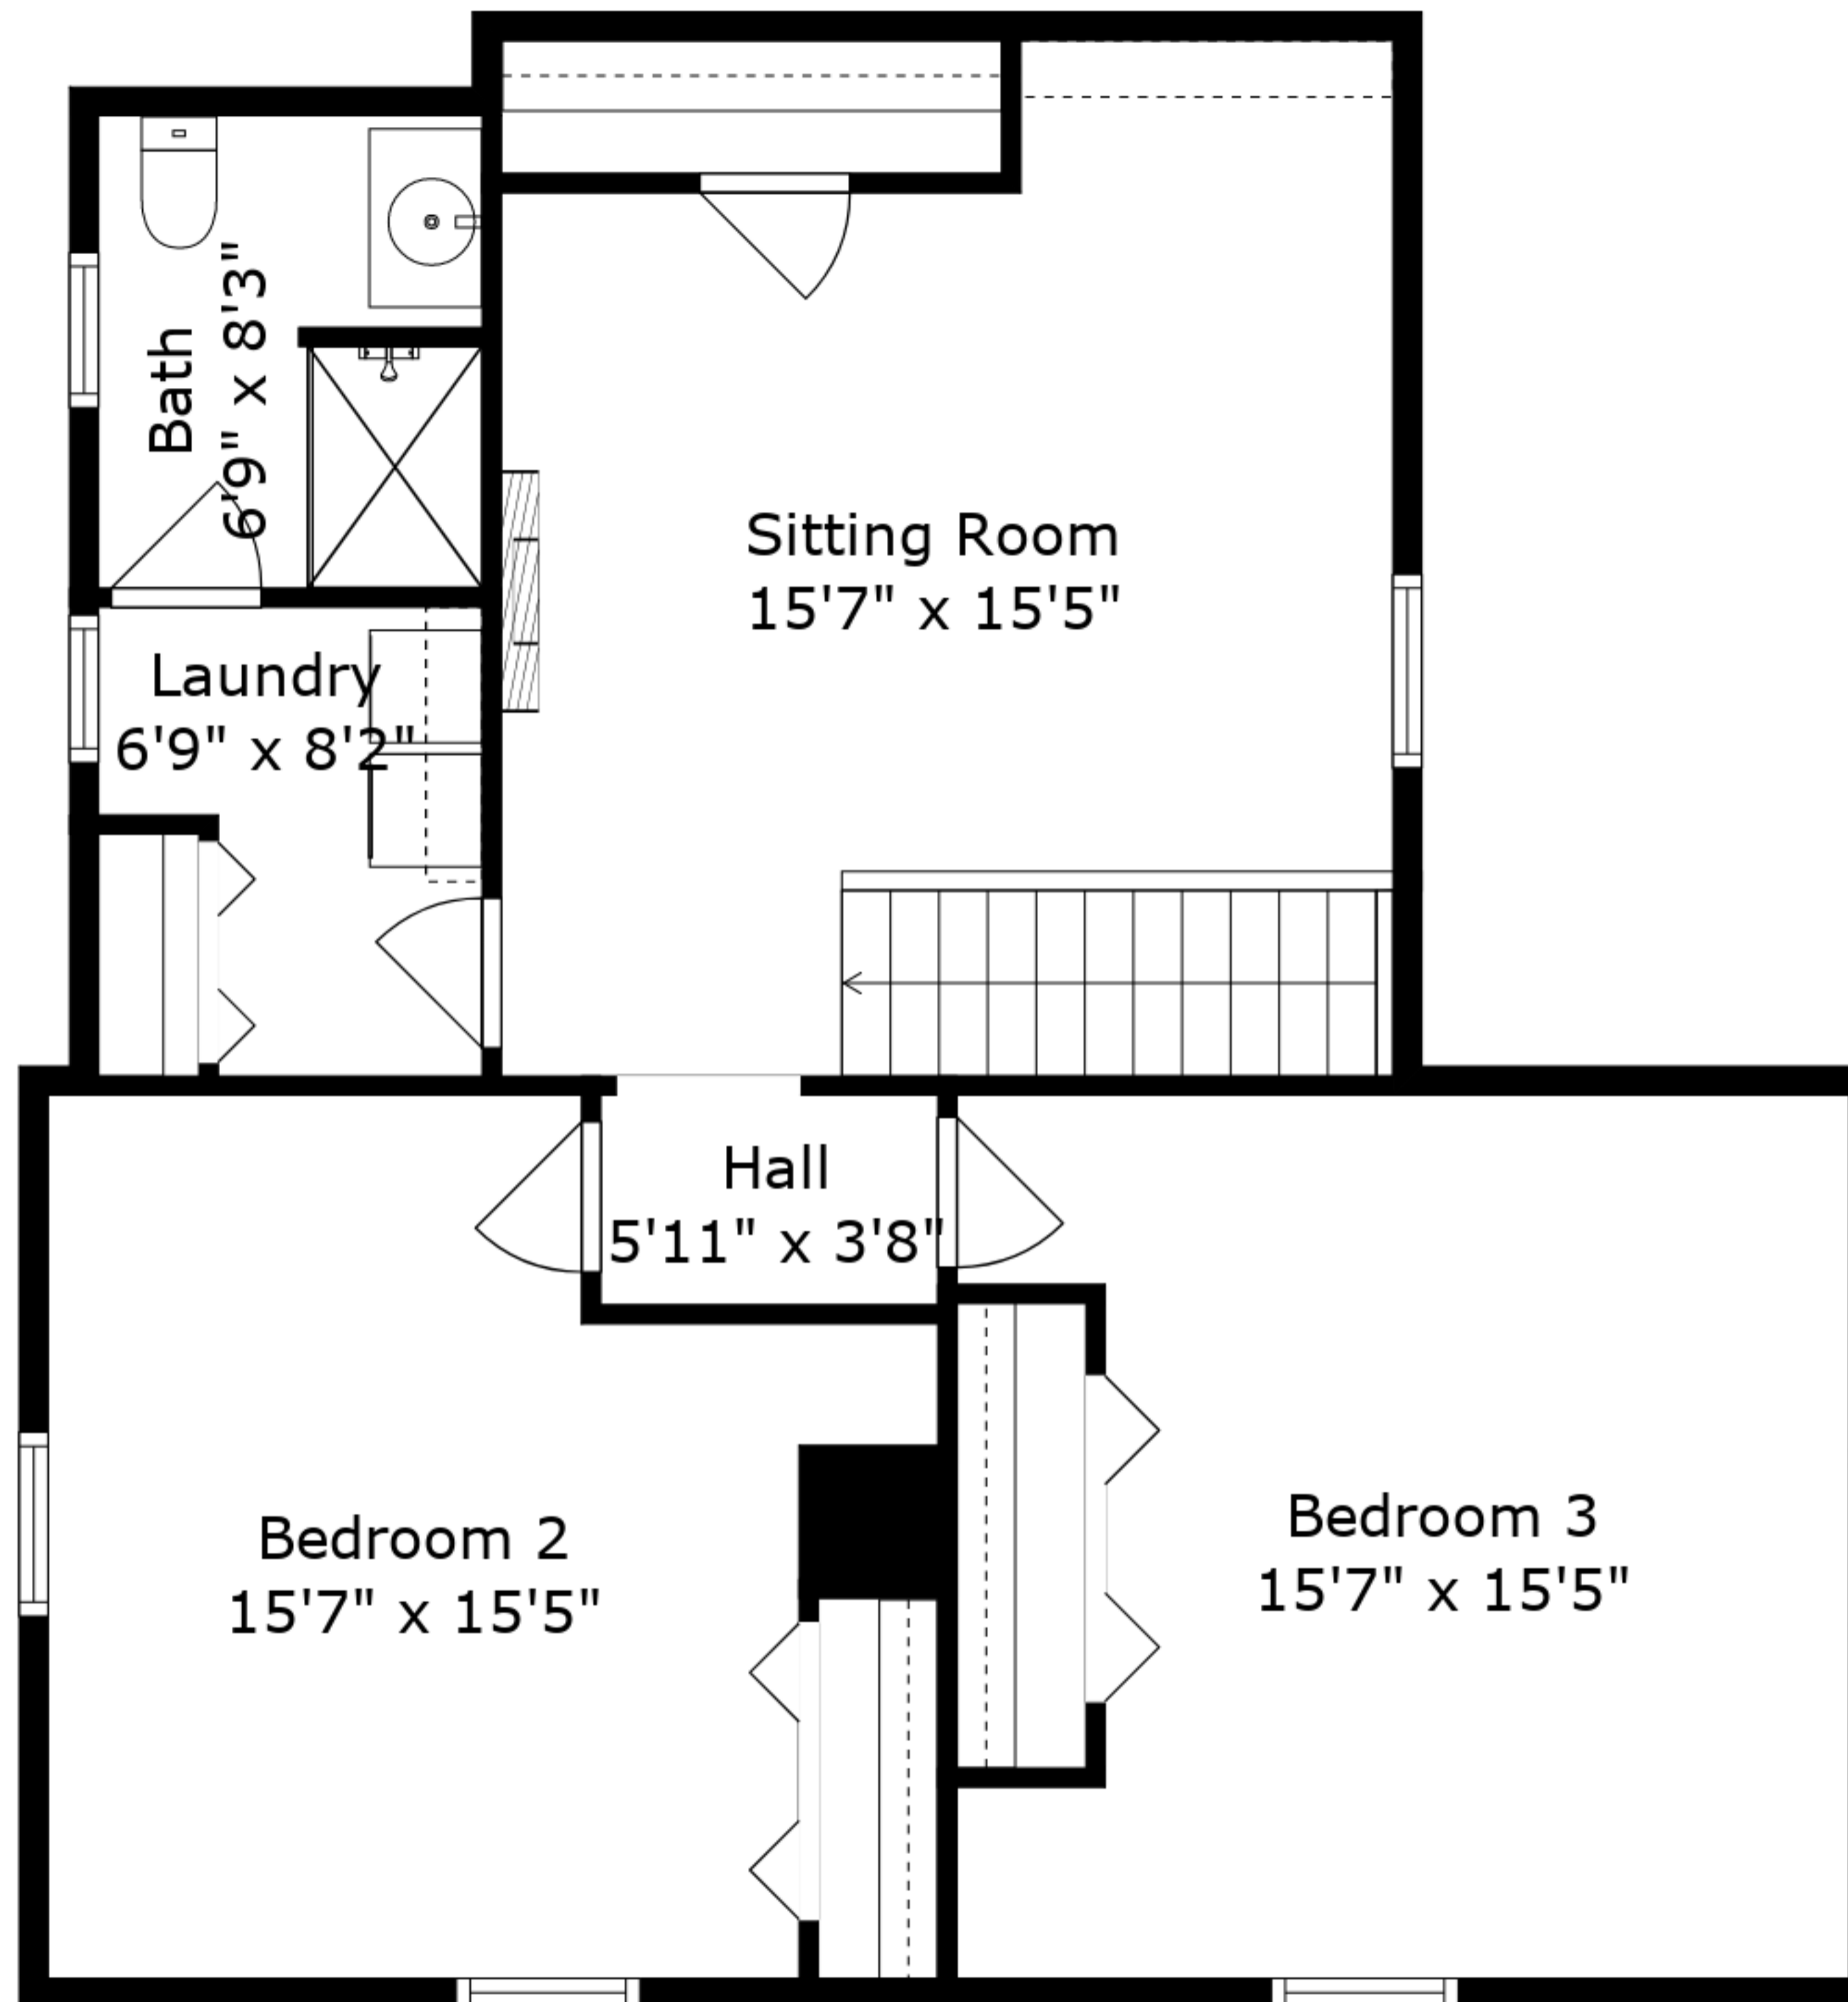 Bath
6'9" x 8'3"
Sitting Room
15'7" x 15'5"
Laundry
6'9" x 8'2"
Hall
5'11" x 3'8"
Bedroom 2
15'7" x 15'5"
Bedroom 3
15'7" x 15'5"